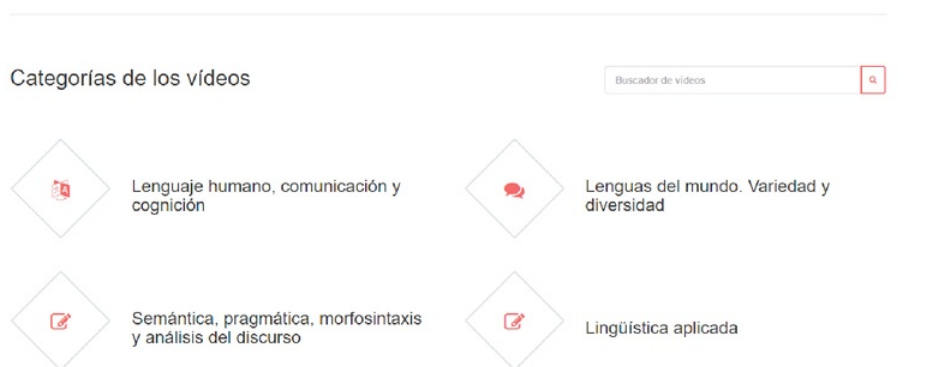 Categorías de los vídeos
Buscador de vídeos
Lenguaje humano, comunicación y
cognición
Lenguas del mundo. Variedad y
diversidad
Semántica, pragmática, morfosintaxis
y análisis del discurso
Lingüística aplicada